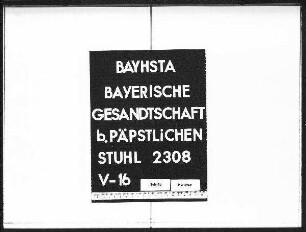 BAYHSTA
BAYERISCHE
GESANDTSCHAFT
b. PÄPSTLiCHEN
STUHL 2308
V-16